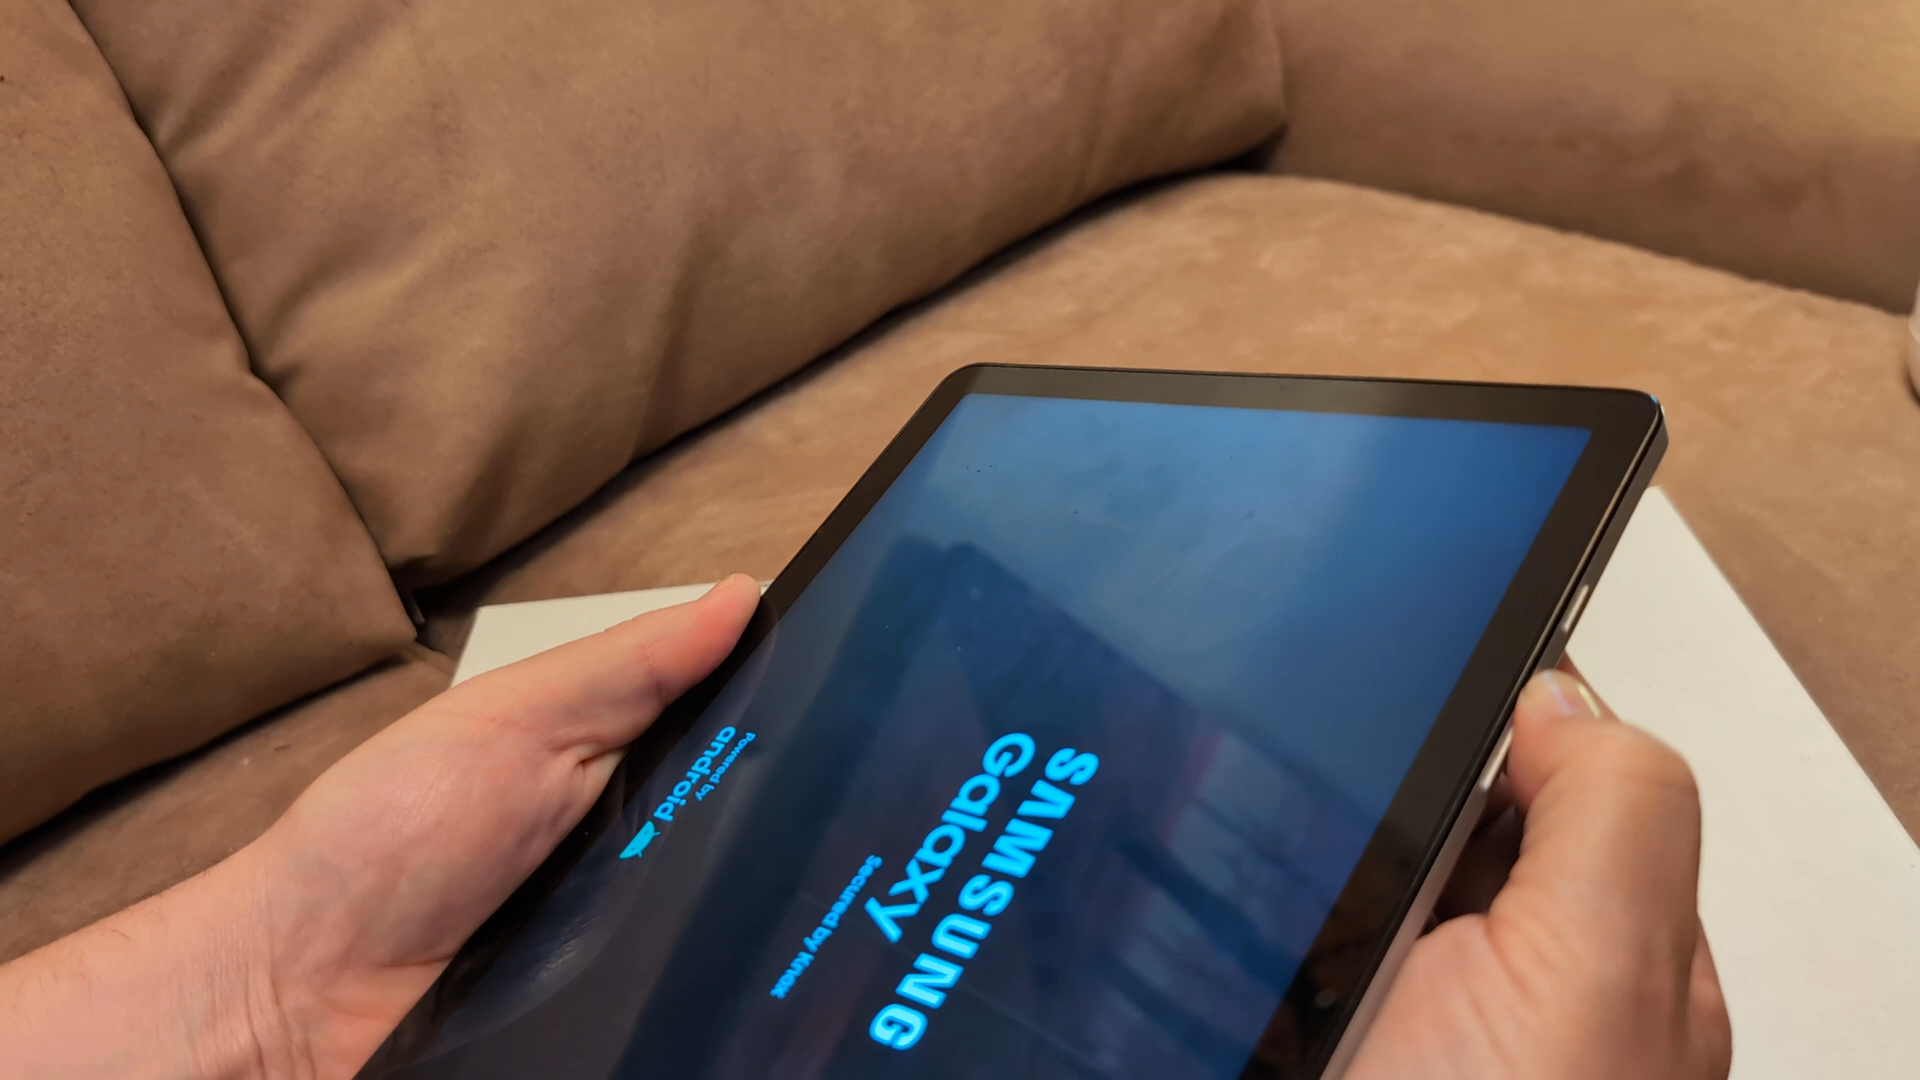 SAMSUNG
Galaxy
Secured by Knox
Powered by
android